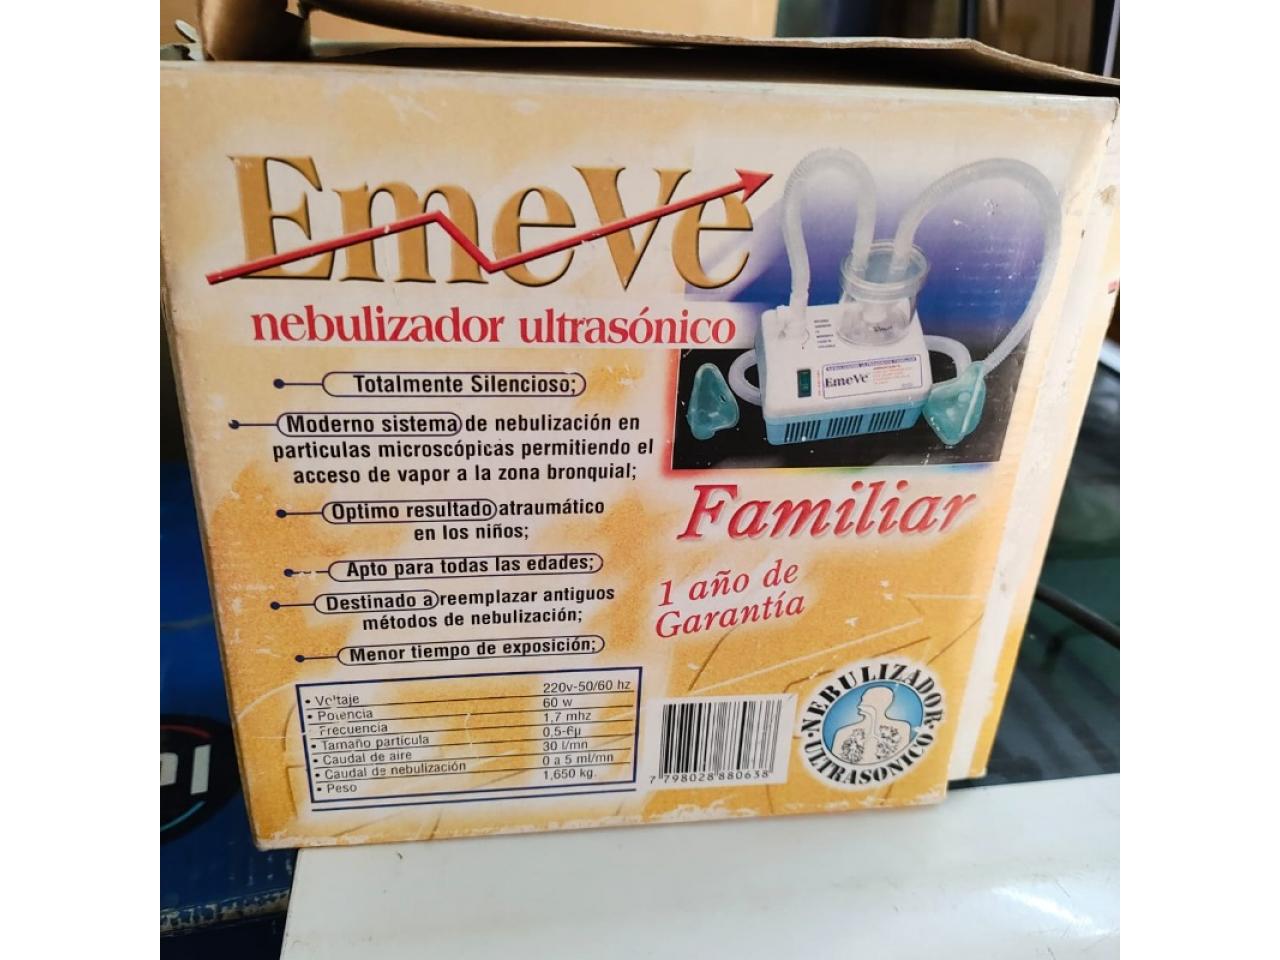 EmeVe
nebulizador ultrasónico
Totalmente Silencioso;
Moderno sistema de nebulización en
particulas microscópicas permitiendo el
acceso de vapor a la zona bronquial;
Optimo resultado atraumático
en los niños;
Apto para todas las edades;
Destinado a reemplazar antiguos
métodos de nebulización;
Menor tiempo de exposición;
EmeVe
Familiar
1 año de
Garantía
• Voltaje 220v-50/60 hz
• Potencia 60 w
• Frecuencia 1,7 mhz
• Tamaño particula 0,5-6µ
• Caudal de aire 30 l/mn
• Caudal de nebulización 0 a 5 ml/mn
• Peso 1,650 kg.
7 798028 880638
NEBULIZADOR
ULTRASONICO